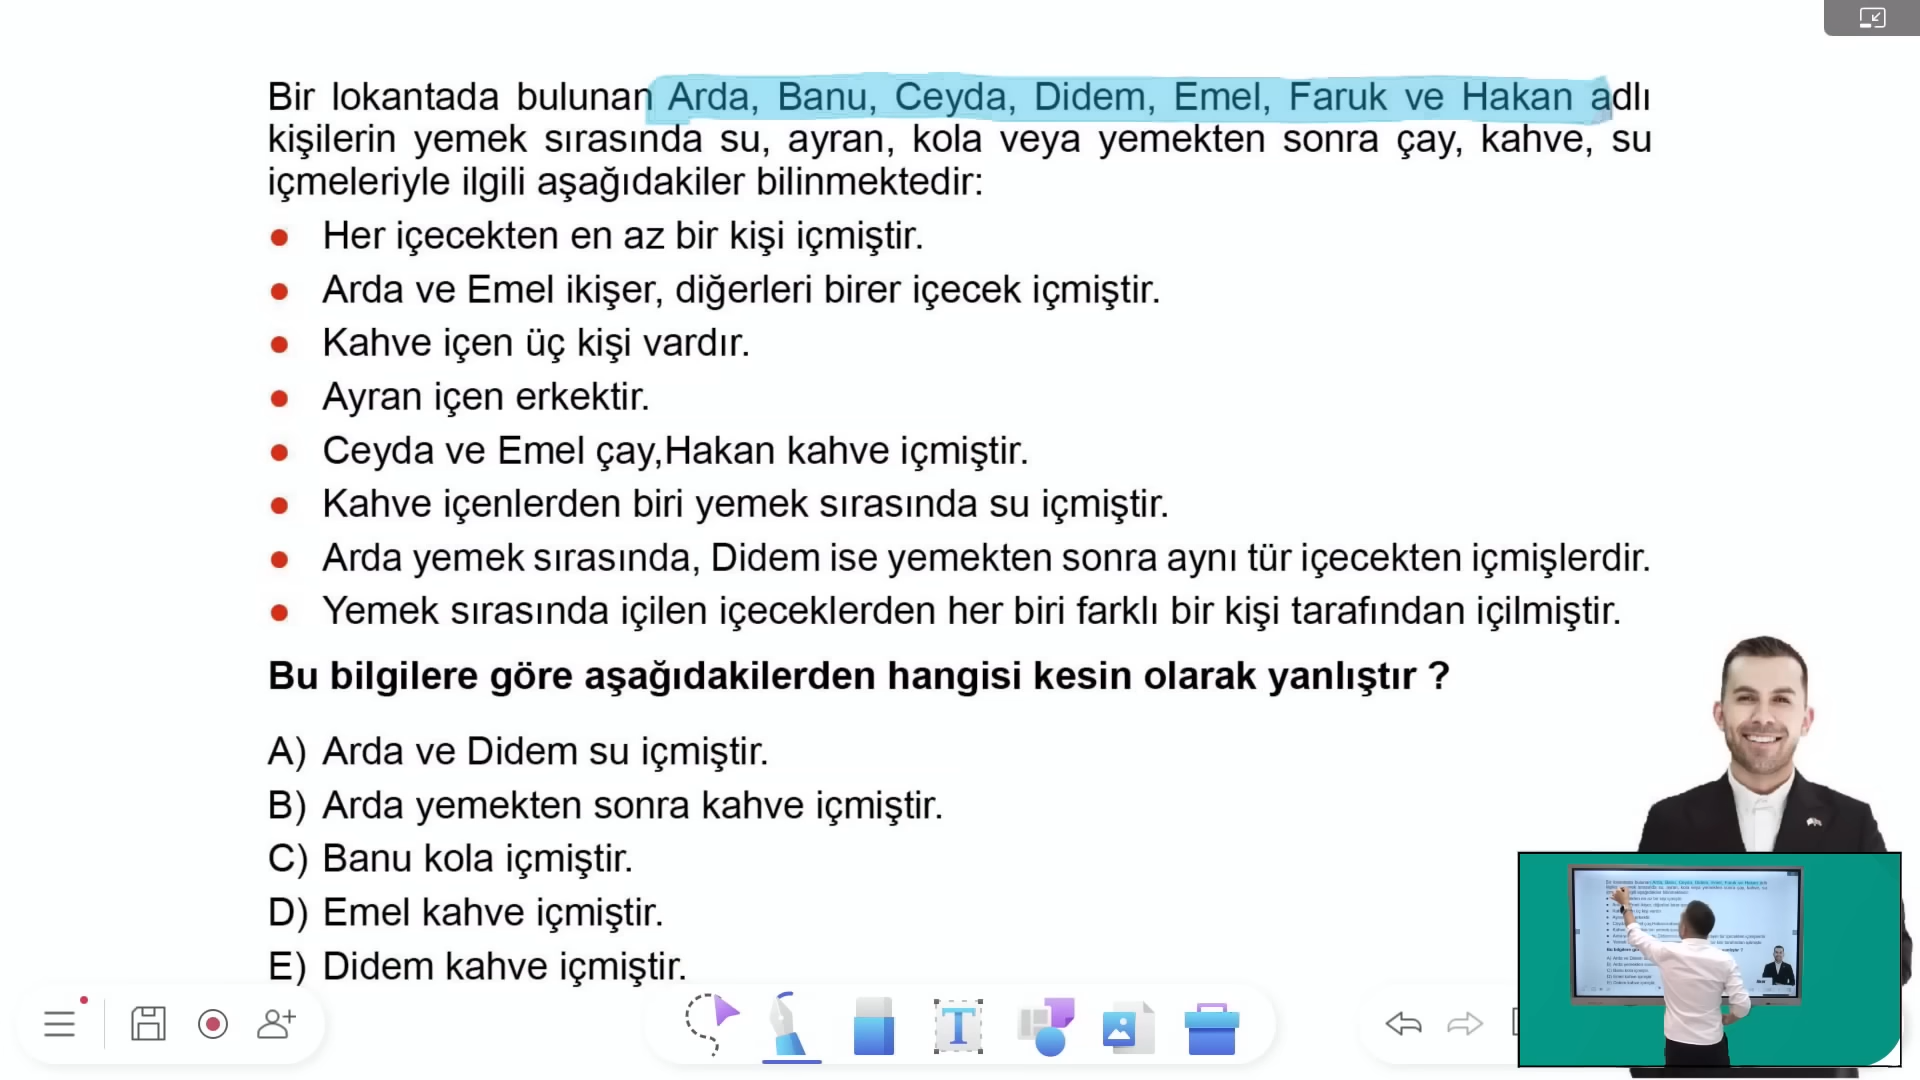 Bir lokantada bulunan Arda, Banu, Ceyda, Didem, Emel, Faruk ve Hakan adlı
kişilerin yemek sırasında su, ayran, kola veya yemekten sonra çay, kahve, su
içmeleriyle ilgili aşağıdakiler bilinmektedir:
• Her içecekten en az bir kişi içmiştir.
• Arda ve Emel ikişer, diğerleri birer içecek içmiştir.
• Kahve içen üç kişi vardır.
• Ayran içen erkektir.
• Ceyda ve Emel çay,Hakan kahve içmiştir.
• Kahve içenlerden biri yemek sırasında su içmiştir.
• Arda yemek sırasında, Didem ise yemekten sonra aynı tür içecekten içmişlerdir.
• Yemek sırasında içilen içeceklerden her biri farklı bir kişi tarafından içilmiştir.
Bu bilgilere göre aşağıdakilerden hangisi kesin olarak yanlıştır ?
A) Arda ve Didem su içmiştir.
B) Arda yemekten sonra kahve içmiştir.
C) Banu kola içmiştir.
D) Emel kahve içmiştir.
E) Didem kahve içmiştir.